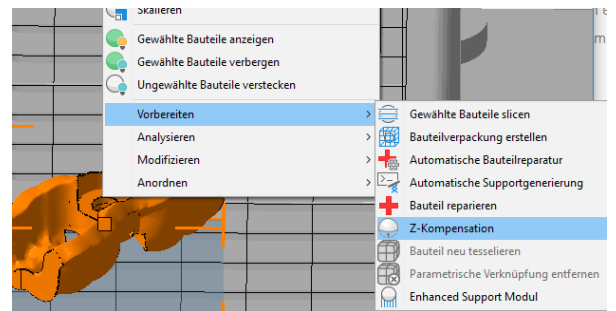 Skalieren
Gewählte Bauteile anzeigen
Gewählte Bauteile verbergen
Ungewählte Bauteile verstecken
Vorbereiten
Analysieren
Modifizieren
Anordnen
Gewählte Bauteile slicen
Bauteilverpackung erstellen
Automatische Bauteilreparatur
Automatische Supportgenerierung
Bauteil reparieren
Z-Kompensation
Bauteil neu tesselieren
Parametrische Verknüpfung entfernen
Enhanced Support Modul